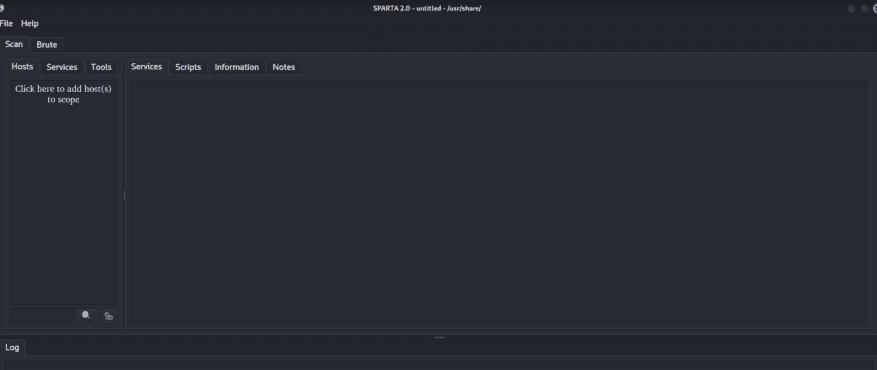 SPARTA 2.0 - untitled - /usr/share/
File Help
Scan Brute
Hosts Services Tools Services Scripts Information Notes
Click here to add host(s)
to scope
Log